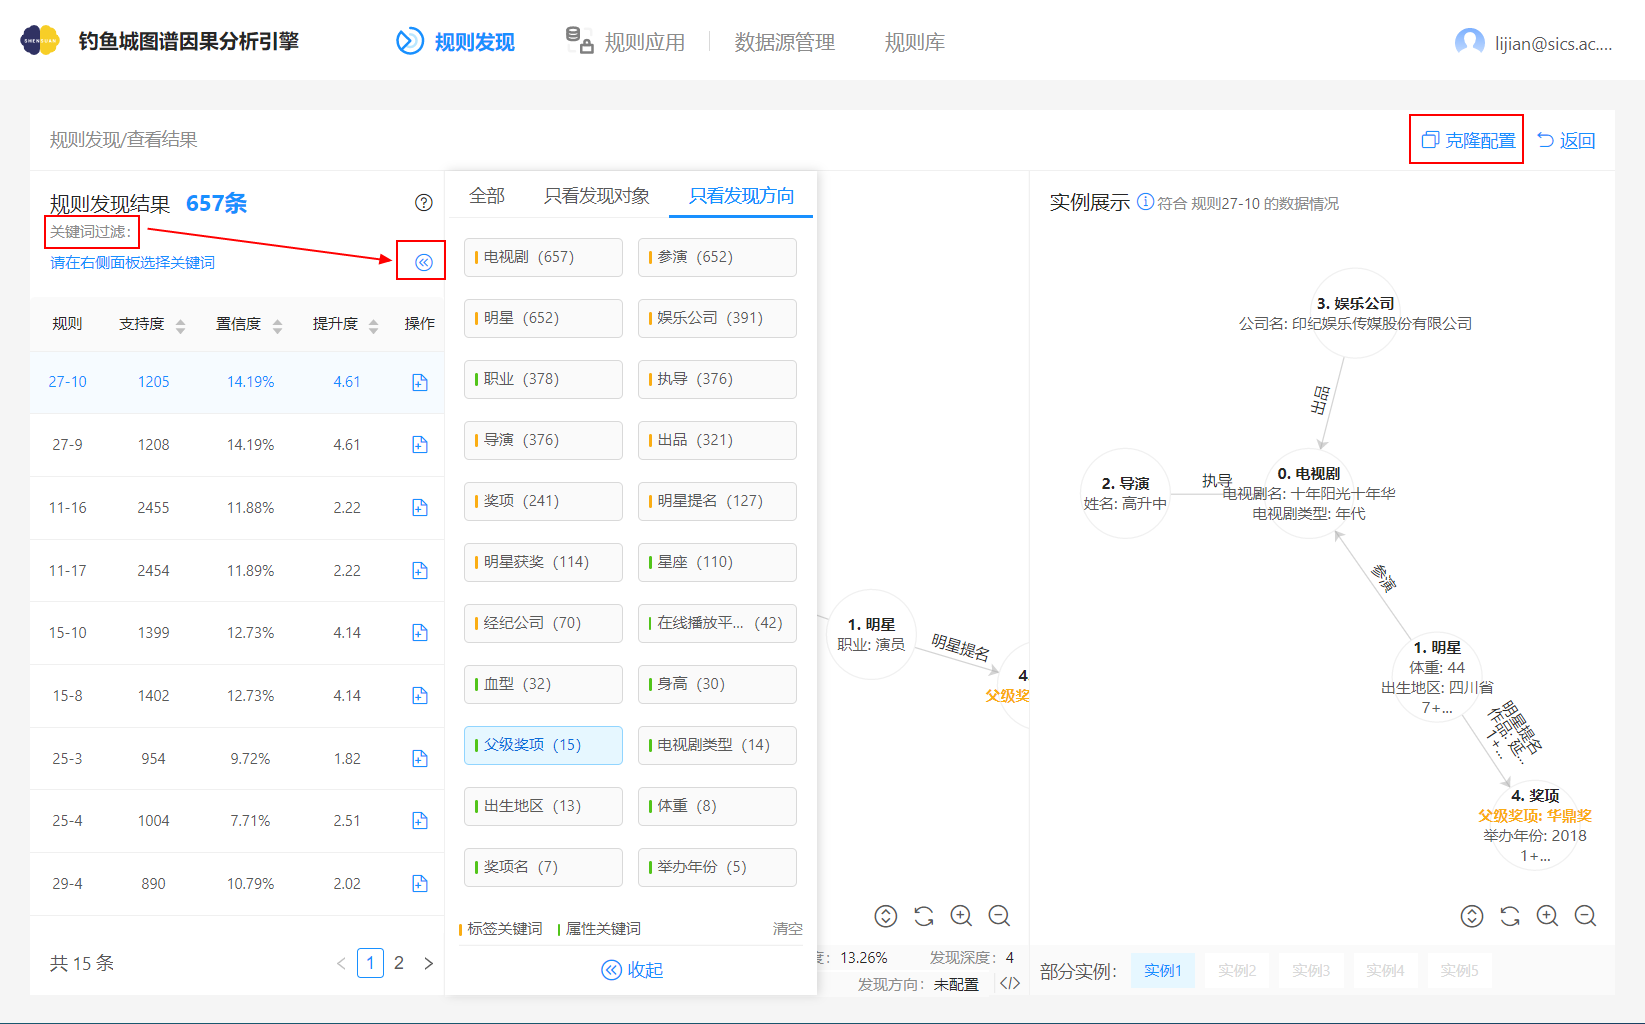 SHENGUAN
钓鱼城图谱因果分析引擎
规则发现
规则应用
数据源管理
规则库
lijian@sics.ac....
规则发现/查看结果
克隆配置
返回
规则发现结果 657条
关键词过滤:
请在右侧面板选择关键词
规则 支持度 置信度 提升度 操作
27-10 1205 14.19% 4.61
27-9 1208 14.19% 4.61
11-16 2455 11.88% 2.22
11-17 2454 11.89% 2.22
15-10 1399 12.73% 4.14
15-8 1402 12.73% 4.14
25-3 954 9.72% 1.82
25-4 1004 7.71% 2.51
29-4 890 10.79% 2.02
共 15 条
1 2
全部 只看发现对象 只看发现方向
电视剧 (657) 参演 (652)
明星 (652) 娱乐公司 (391)
职业 (378) 执导 (376)
导演 (376) 出品 (321)
奖项 (241) 明星提名 (127)
明星获奖 (114) 星座 (110)
经纪公司 (70) 在线播放平... (42)
血型 (32) 身高 (30)
父级奖项 (15) 电视剧类型 (14)
出生地区 (13) 体重 (8)
奖项名 (7) 举办年份 (5)
标签关键词 属性关键词 清空
收起
1. 明星
职业: 演员
明星提名
4
父级奖
度: 13.26% 发现深度: 4
发现方向: 未配置 </>
实例展示 符合 规则27-10 的数据情况
3. 娱乐公司
公司名: 印纪娱乐传媒股份有限公司
出品
0. 电视剧
电视剧名: 十年阳光十年华
电视剧类型: 年代
2. 导演
姓名: 高升中
执导
参演
1. 明星
体重: 44
出生地区: 四川省
7+...
明星提名
作品: 延...
1+...
4. 奖项
父级奖项: 华鼎奖
举办年份: 2018
1+...
部分实例: 实例1 实例2 实例3 实例4 实例5